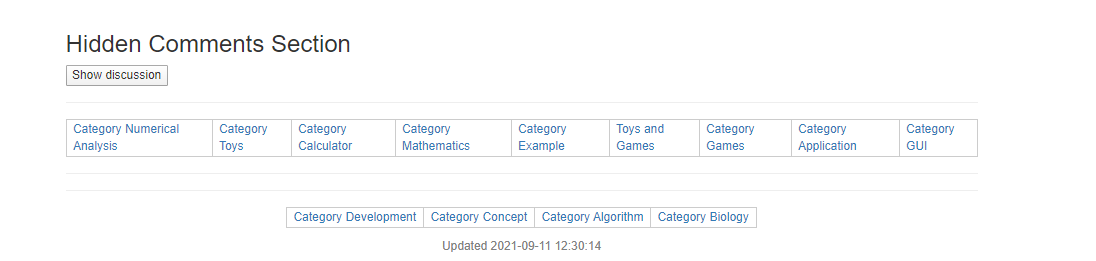 Hidden Comments Section
Show discussion
Category Numerical Analysis
Category Toys
Category Calculator
Category Mathematics
Category Example
Toys and Games
Category Games
Category Application
Category GUI
Category Development
Category Concept
Category Algorithm
Category Biology
Updated 2021-09-11 12:30:14